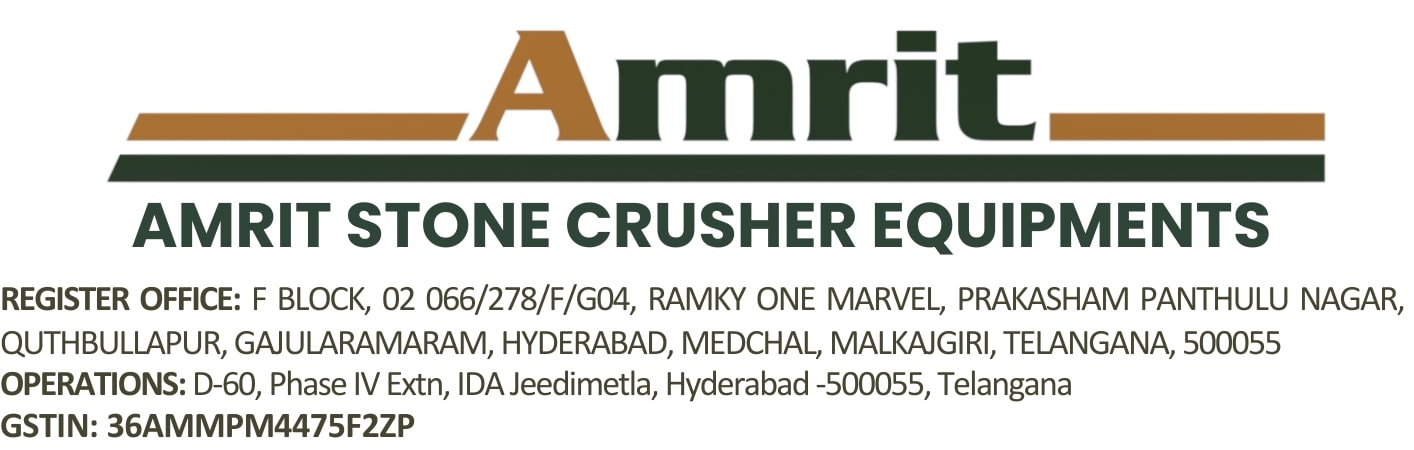 Amrit
AMRIT STONE CRUSHER EQUIPMENTS
REGISTER OFFICE: F BLOCK, 02 066/278/F/G04, RAMKY ONE MARVEL, PRAKASHAM PANTHULU NAGAR,
QUTHBULLAPUR, GAJULARAMARAM, HYDERABAD, MEDCHAL, MALKAJGIRI, TELANGANA, 500055
OPERATIONS: D-60, Phase IV Extn, IDA Jeedimetla, Hyderabad -500055, Telangana
GSTIN: 36AMMPM4475F2ZP